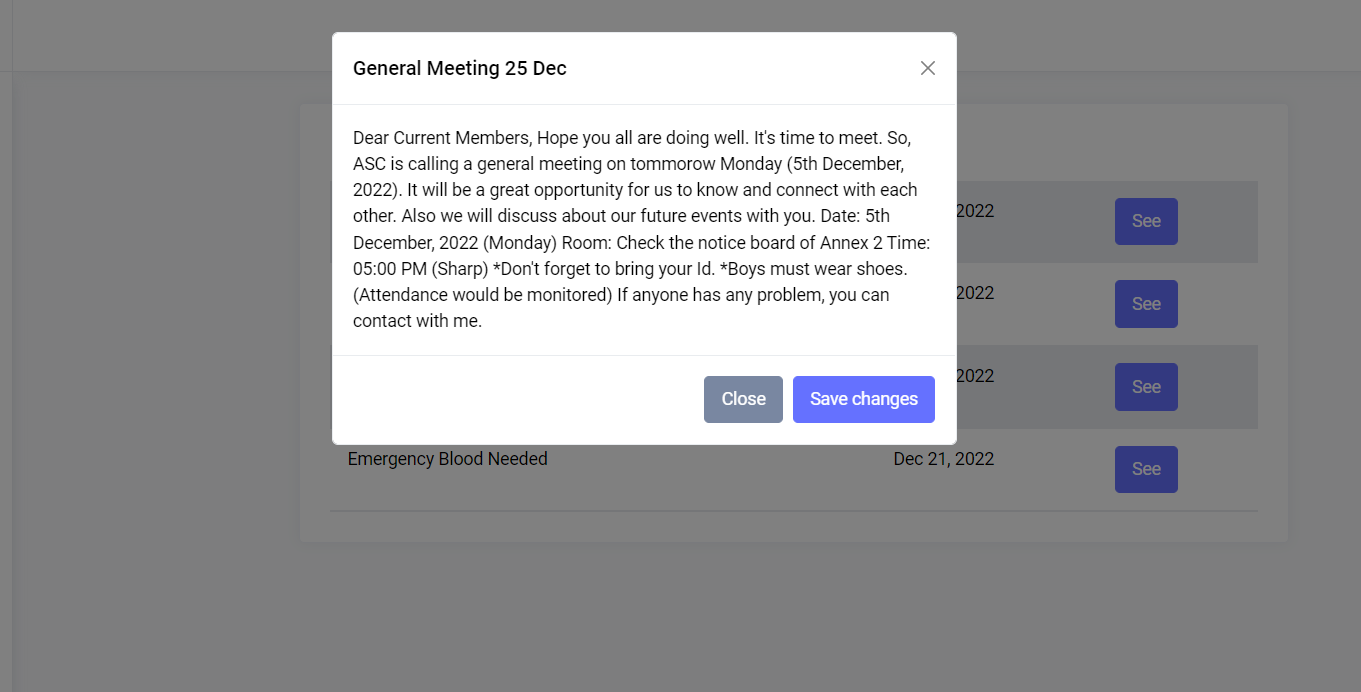 General Meeting 25 Dec
Dear Current Members, Hope you all are doing well. It's time to meet. So,
ASC is calling a general meeting on tommorow Monday (5th December,
2022). It will be a great opportunity for us to know and connect with each
other. Also we will discuss about our future events with you. Date: 5th
December, 2022 (Monday) Room: Check the notice board of Annex 2 Time:
05:00 PM (Sharp) *Don't forget to bring your Id. *Boys must wear shoes.
(Attendance would be monitored) If anyone has any problem, you can
contact with me.
Close Save changes
2022 See
2022 See
2022 See
Emergency Blood Needed Dec 21, 2022 See